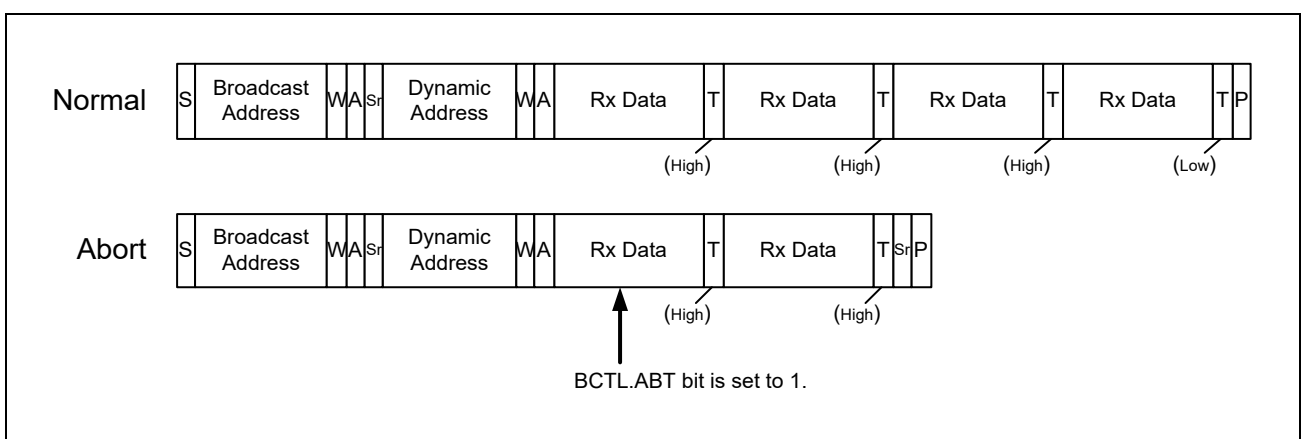 Normal
S Broadcast Address W A Sr Dynamic Address W A Rx Data T Rx Data T Rx Data T Rx Data T P
(High) (High) (High) (Low)
Abort
S Broadcast Address W A Sr Dynamic Address W A Rx Data T Rx Data T Sr P
(High) (High)
BCTL.ABT bit is set to 1.